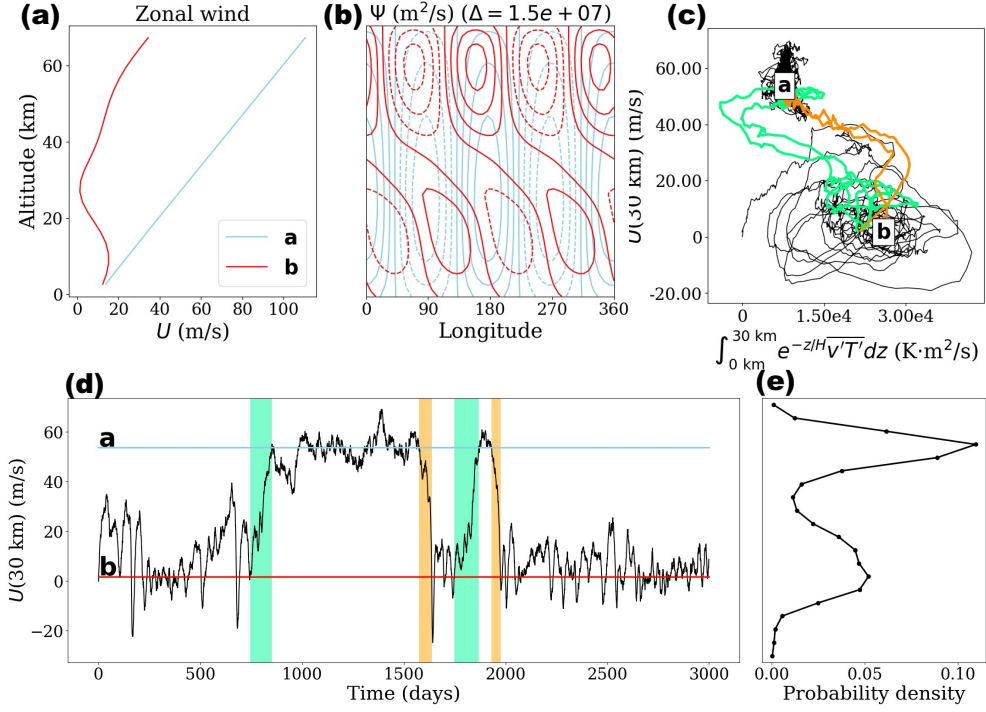 (a)
Zonal wind
Altitude (km)
60
40
20
0
a
b
0
20
40
60
80
100
U (m/s)
(b)
Ψ (m²/s) (Δ = 1.5e + 07)
0
90
180
270
360
Longitude
(c)
U(30 km) (m/s)
60.00
40.00
20.00
0
-20.00
a
b
0
1.50e4
3.00e4
∫ 30 km 0 km e^{-z/H} v′T′ dz (K·m²/s)
(d)
U(30 km) (m/s)
60
40
20
0
−20
a
b
0
500
1000
1500
2000
2500
3000
Time (days)
(e)
0.00
0.05
0.10
Probability density